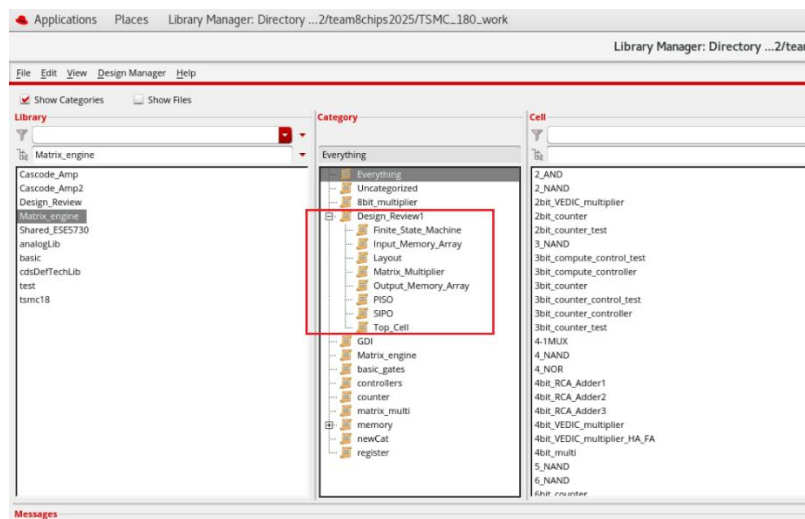 Applications Places Library Manager: Directory ...2/team8chips2025/TSMC_180_work
Library Manager: Directory ...2/tear
File Edit View Design Manager Help
Show Categories Show Files
Library
Matrix_engine
Cascode_Amp
Cascode_Amp2
Design_Review
Matrix_engine
Shared_ESE5730
analogLib
basic
cdsDefTechLib
test
tsmc18
Category
Everything
Everything
Uncategorized
8bit_multiplier
Design_Review1
Finite_State_Machine
Input_Memory_Array
Layout
Matrix_Multiplier
Output_Memory_Array
PISO
SIPO
Top_Cell
GDI
Matrix_engine
basic_gates
controllers
counter
matrix_multi
memory
newCat
register
Cell
2_AND
2_NAND
2bit_VEDIC_multiplier
2bit_counter
2bit_counter_test
3_NAND
3bit_compute_control_test
3bit_compute_controller
3bit_counter
3bit_counter_control_test
3bit_counter_controller
3bit_counter_test
4-1MUX
4_NAND
4_NOR
4bit_RCA_Adder1
4bit_RCA_Adder2
4bit_RCA_Adder3
4bit_VEDIC_multiplier
4bit_VEDIC_multiplier_HA_FA
4bit_multi
5_NAND
6_NAND
6bit_counter
Messages